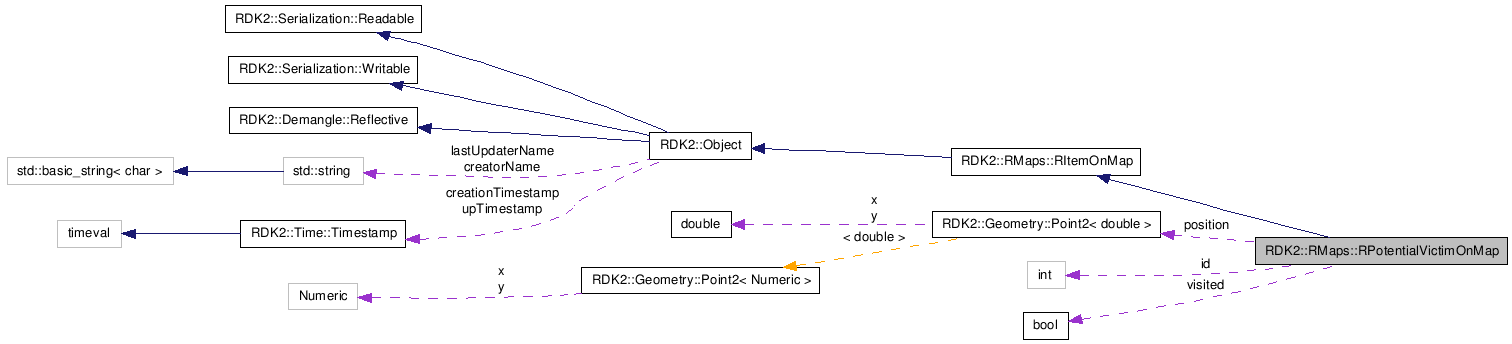 RDK2::Serialization::Readable
RDK2::Serialization::Writable
RDK2::Demangle::Reflective
RDK2::Object
lastUpdaterName
creatorName
RDK2::RMaps::RItemOnMap
std::basic_string< char >
std::string
creationTimestamp
upTimestamp
x
y
double
RDK2::Geometry::Point2< double >
position
timeval
RDK2::Time::Timestamp
< double >
RDK2::RMaps::RPotentialVictimOnMap
id
int
x
y
RDK2::Geometry::Point2< Numeric >
visited
Numeric
bool